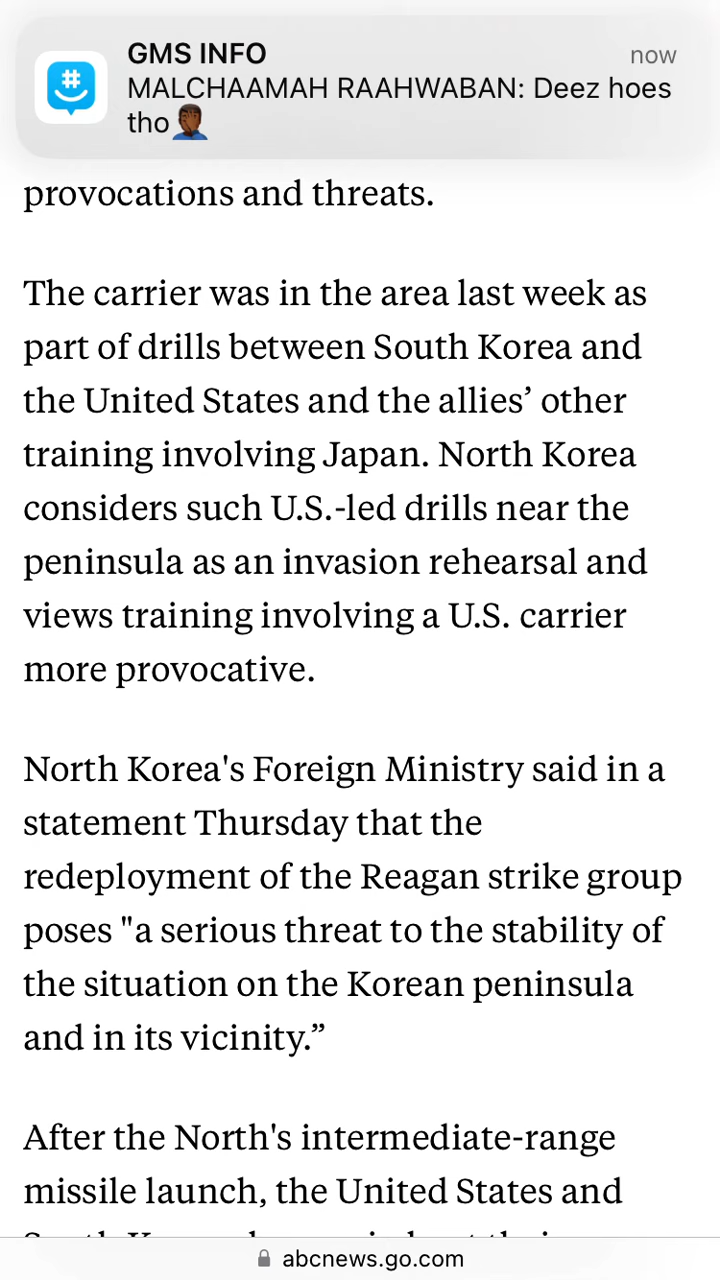 GMS INFO
now
MALCHAAMAH RAAHWABAN: Deez hoes
tho🤦🏾‍♂️
provocations and threats.
The carrier was in the area last week as
part of drills between South Korea and
the United States and the allies’ other
training involving Japan. North Korea
considers such U.S.-led drills near the
peninsula as an invasion rehearsal and
views training involving a U.S. carrier
more provocative.
North Korea's Foreign Ministry said in a
statement Thursday that the
redeployment of the Reagan strike group
poses "a serious threat to the stability of
the situation on the Korean peninsula
and in its vicinity.”
After the North's intermediate-range
missile launch, the United States and
abcnews.go.com